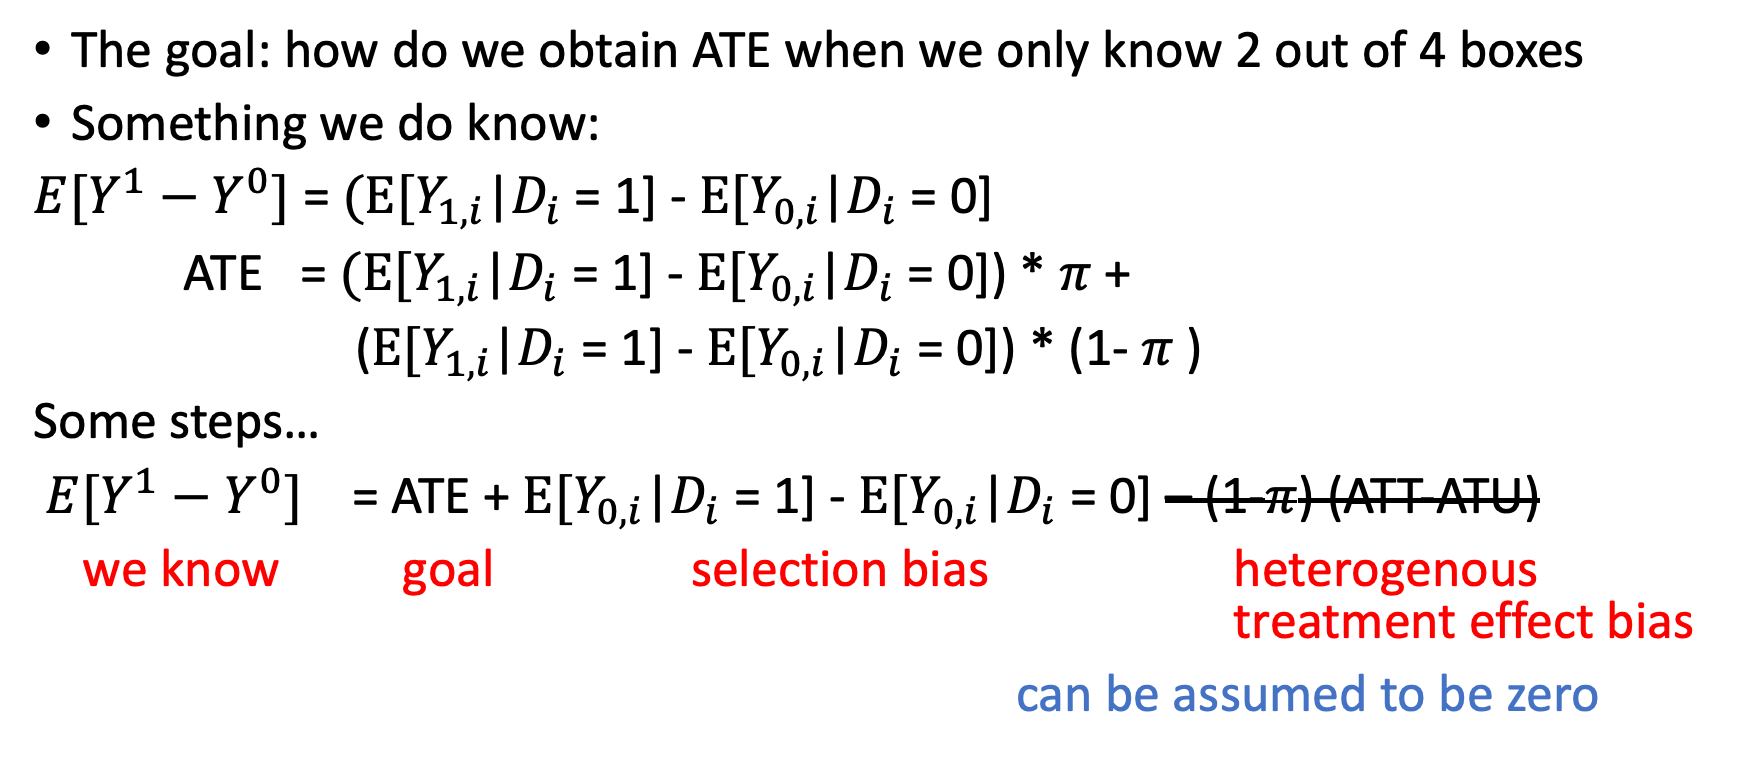 • The goal: how do we obtain ATE when we only know 2 out of 4 boxes
• Something we do know:
E[Y¹ − Y⁰] = (E[Y₁,ᵢ|Dᵢ = 1] - E[Y₀,ᵢ|Dᵢ = 0]
ATE = (E[Y₁,ᵢ|Dᵢ = 1] - E[Y₀,ᵢ|Dᵢ = 0]) * π +
(E[Y₁,ᵢ|Dᵢ = 1] - E[Y₀,ᵢ|Dᵢ = 0]) * (1- π )
Some steps...
E[Y¹ − Y⁰] = ATE + E[Y₀,ᵢ|Dᵢ = 1] - E[Y₀,ᵢ|Dᵢ = 0] – (1-π) (ATT-ATU)
we know goal selection bias heterogenous
treatment effect bias
can be assumed to be zero